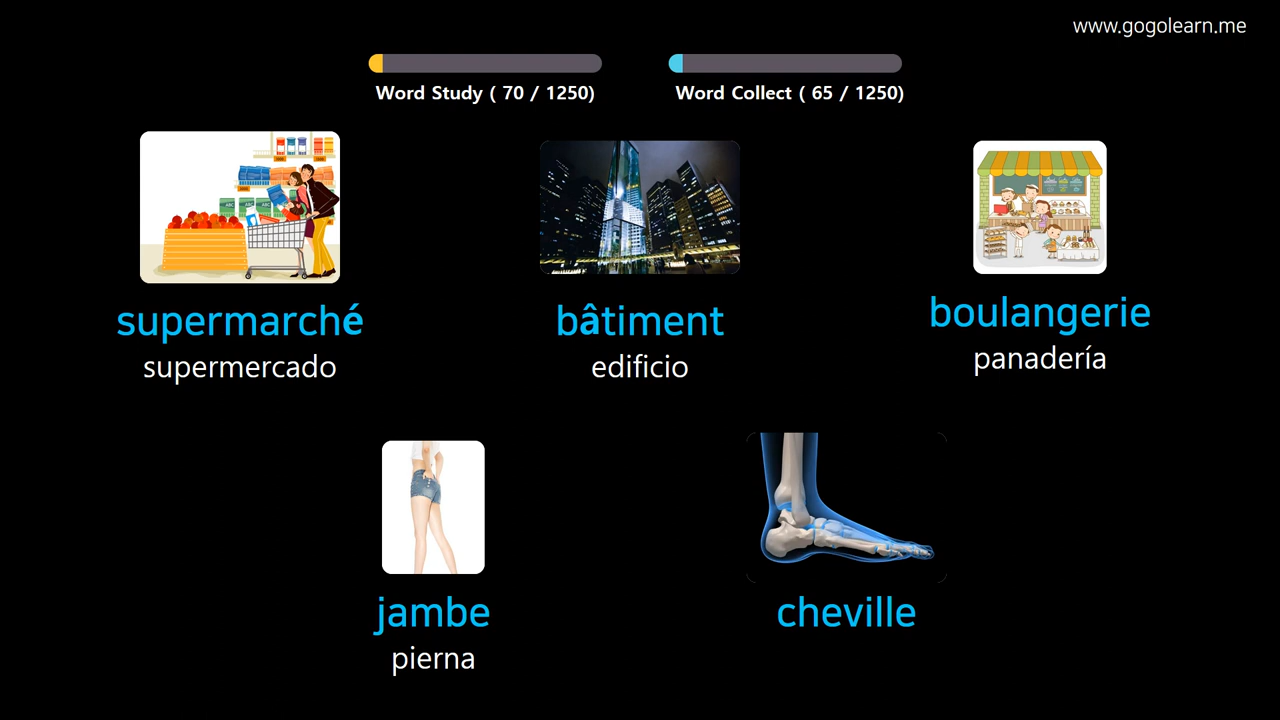 www.gogolearn.me
Word Study ( 70 / 1250)
Word Collect ( 65 / 1250)
supermarché
supermercado
bâtiment
edificio
boulangerie
panadería
jambe
pierna
cheville